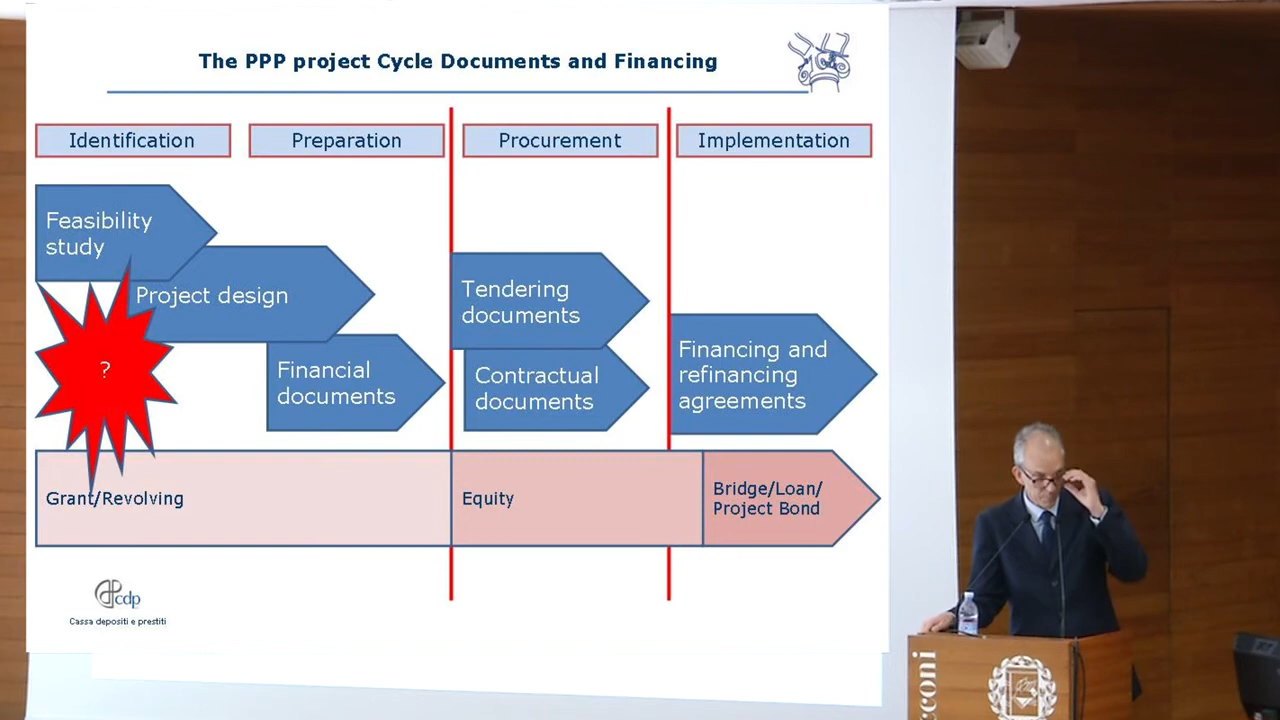 The PPP project Cycle Documents and Financing
Identification
Preparation
Procurement
Implementation
Feasibility
study
Project design
Financial
documents
Tendering
documents
Contractual
documents
Financing and
refinancing
agreements
?
Grant/Revolving
Equity
Bridge/Loan/
Project Bond
cdp
Cassa depositi e prestiti
cconi